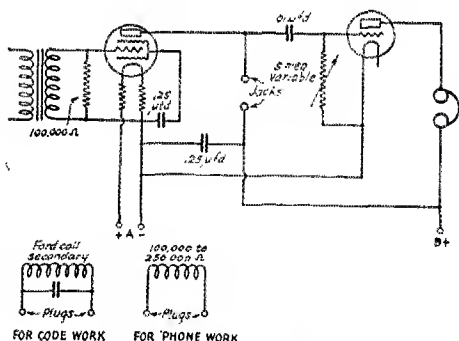 .01 µfd
5 meg
variable
Jacks
.25
µfd
100,000 Ω
.25 µfd
+ A -
B+
Ford coil
secondary
100,000 to
250,000 Ω
Plugs
Plugs
FOR CODE WORK
FOR 'PHONE WORK